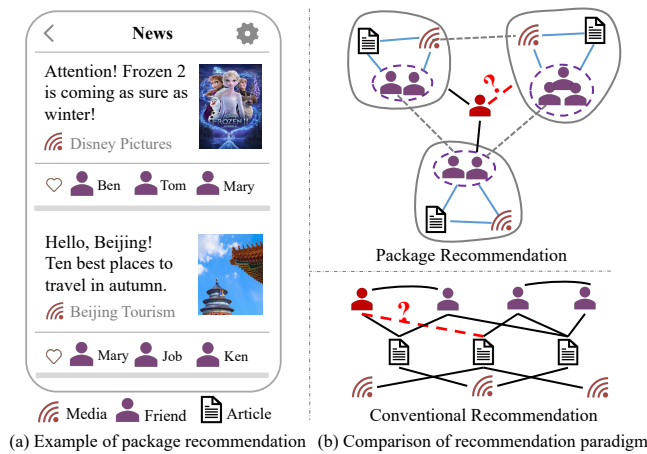 News
Attention! Frozen 2
is coming as sure as
winter!
Disney Pictures
FROZEN II
Ben Tom Mary
Hello, Beijing!
Ten best places to
travel in autumn.
Beijing Tourism
Mary Job Ken
Media Friend Article
(a) Example of package recommendation
?
Package Recommendation
?
Conventional Recommendation
(b) Comparison of recommendation paradigm